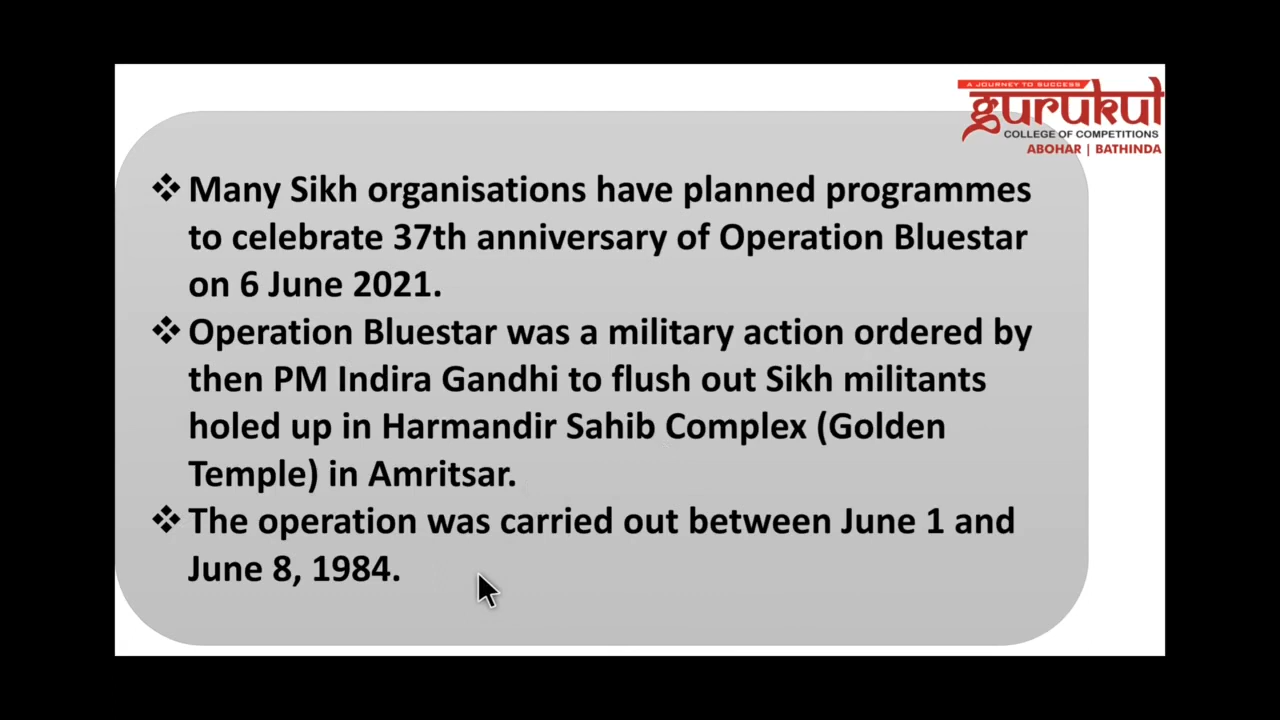 A JOURNEY TO SUCCESS
gurukul
COLLEGE OF COMPETITIONS
ABOHAR | BATHINDA
❖ Many Sikh organisations have planned programmes
to celebrate 37th anniversary of Operation Bluestar
on 6 June 2021.
❖ Operation Bluestar was a military action ordered by
then PM Indira Gandhi to flush out Sikh militants
holed up in Harmandir Sahib Complex (Golden
Temple) in Amritsar.
❖ The operation was carried out between June 1 and
June 8, 1984.